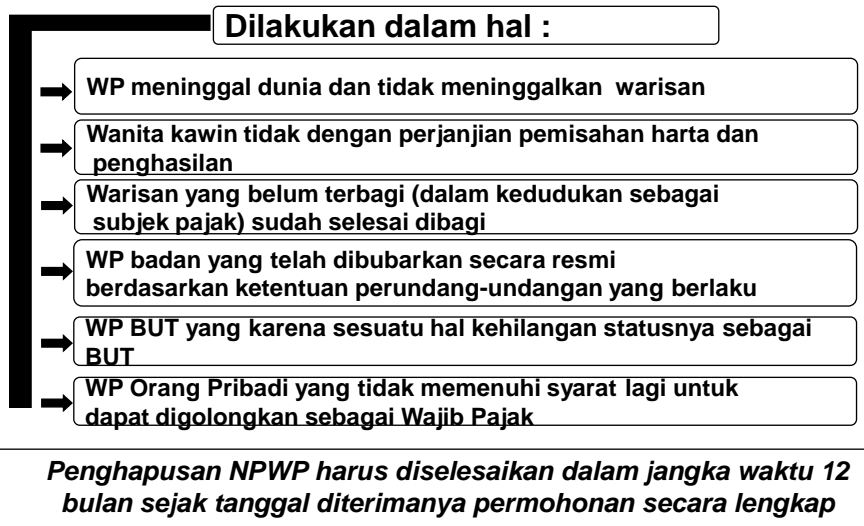 Dilakukan dalam hal :
WP meninggal dunia dan tidak meninggalkan warisan
Wanita kawin tidak dengan perjanjian pemisahan harta dan
penghasilan
Warisan yang belum terbagi (dalam kedudukan sebagai
subjek pajak) sudah selesai dibagi
WP badan yang telah dibubarkan secara resmi
berdasarkan ketentuan perundang-undangan yang berlaku
WP BUT yang karena sesuatu hal kehilangan statusnya sebagai
BUT
WP Orang Pribadi yang tidak memenuhi syarat lagi untuk
dapat digolongkan sebagai Wajib Pajak
Penghapusan NPWP harus diselesaikan dalam jangka waktu 12
bulan sejak tanggal diterimanya permohonan secara lengkap